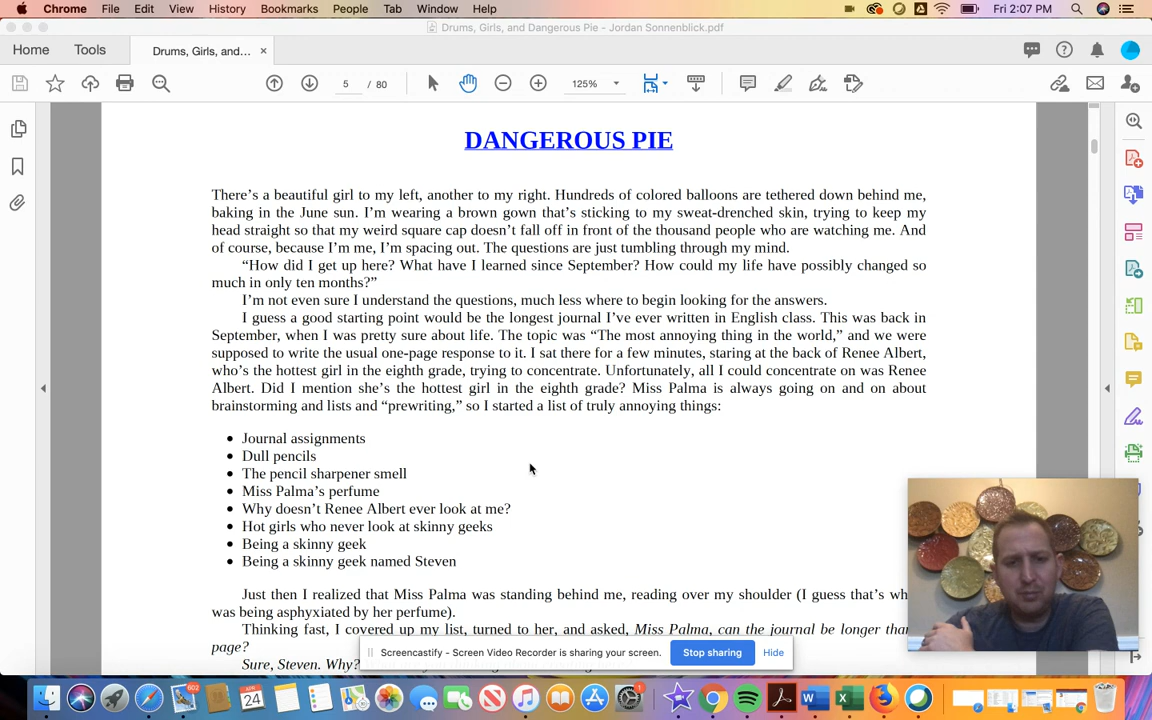 Chrome File Edit View History Bookmarks People Tab Window Help Fri 2:07 PM
Drums, Girls, and Dangerous Pie - Jordan Sonnenblick.pdf
Home Tools Drums, Girls, and... ×
5 / 80 125%
DANGEROUS PIE
There’s a beautiful girl to my left, another to my right. Hundreds of colored balloons are tethered down behind me,
baking in the June sun. I’m wearing a brown gown that’s sticking to my sweat-drenched skin, trying to keep my
head straight so that my weird square cap doesn’t fall off in front of the thousand people who are watching me. And
of course, because I’m me, I’m spacing out. The questions are just tumbling through my mind.
“How did I get up here? What have I learned since September? How could my life have possibly changed so
much in only ten months?”
I’m not even sure I understand the questions, much less where to begin looking for the answers.
I guess a good starting point would be the longest journal I’ve ever written in English class. This was back in
September, when I was pretty sure about life. The topic was “The most annoying thing in the world,” and we were
supposed to write the usual one-page response to it. I sat there for a few minutes, staring at the back of Renee Albert,
who’s the hottest girl in the eighth grade, trying to concentrate. Unfortunately, all I could concentrate on was Renee
Albert. Did I mention she’s the hottest girl in the eighth grade? Miss Palma is always going on and on about
brainstorming and lists and “prewriting,” so I started a list of truly annoying things:
• Journal assignments
• Dull pencils
• The pencil sharpener smell
• Miss Palma’s perfume
• Why doesn’t Renee Albert ever look at me?
• Hot girls who never look at skinny geeks
• Being a skinny geek
• Being a skinny geek named Steven
Just then I realized that Miss Palma was standing behind me, reading over my shoulder (I guess that’s
was being asphyxiated by her perfume).
Thinking fast, I covered up my list, turned to her, and asked, Miss Palma, can the journal be longer
page?
Sure, Steven. Why?
Screencastify - Screen Video Recorder is sharing your screen. Stop sharing Hide
602
APR
24